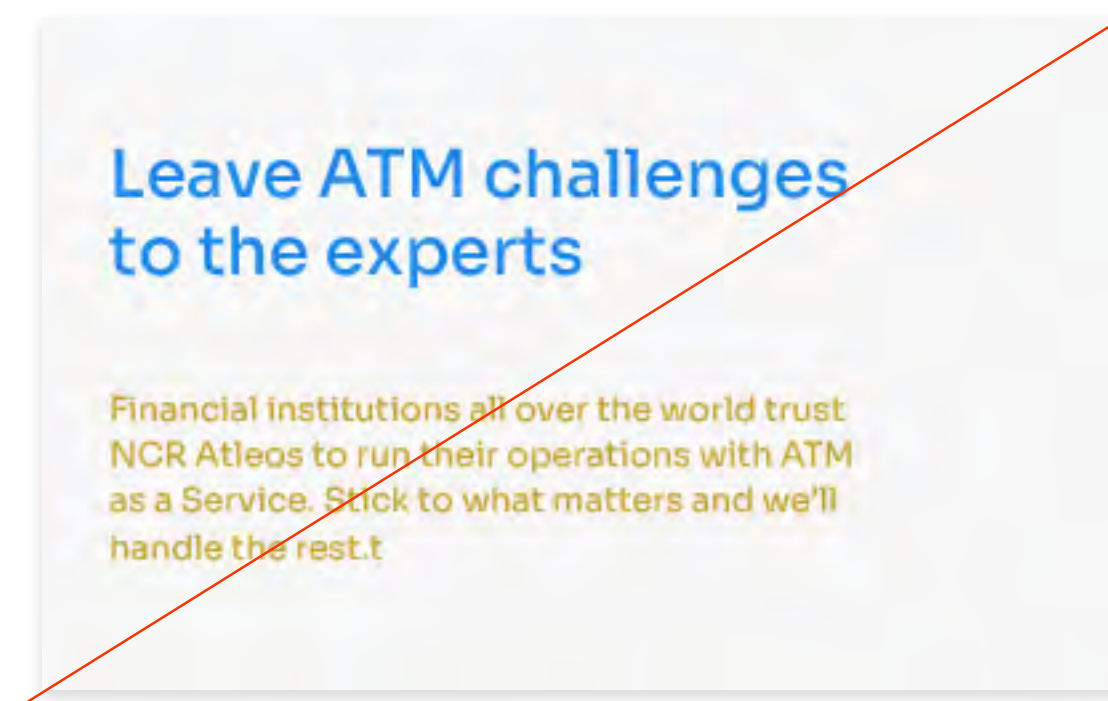 Leave ATM challenges
to the experts
Financial institutions all over the world trust
NCR Atleos to run their operations with ATM
as a Service. Stick to what matters and we'll
handle the rest.t